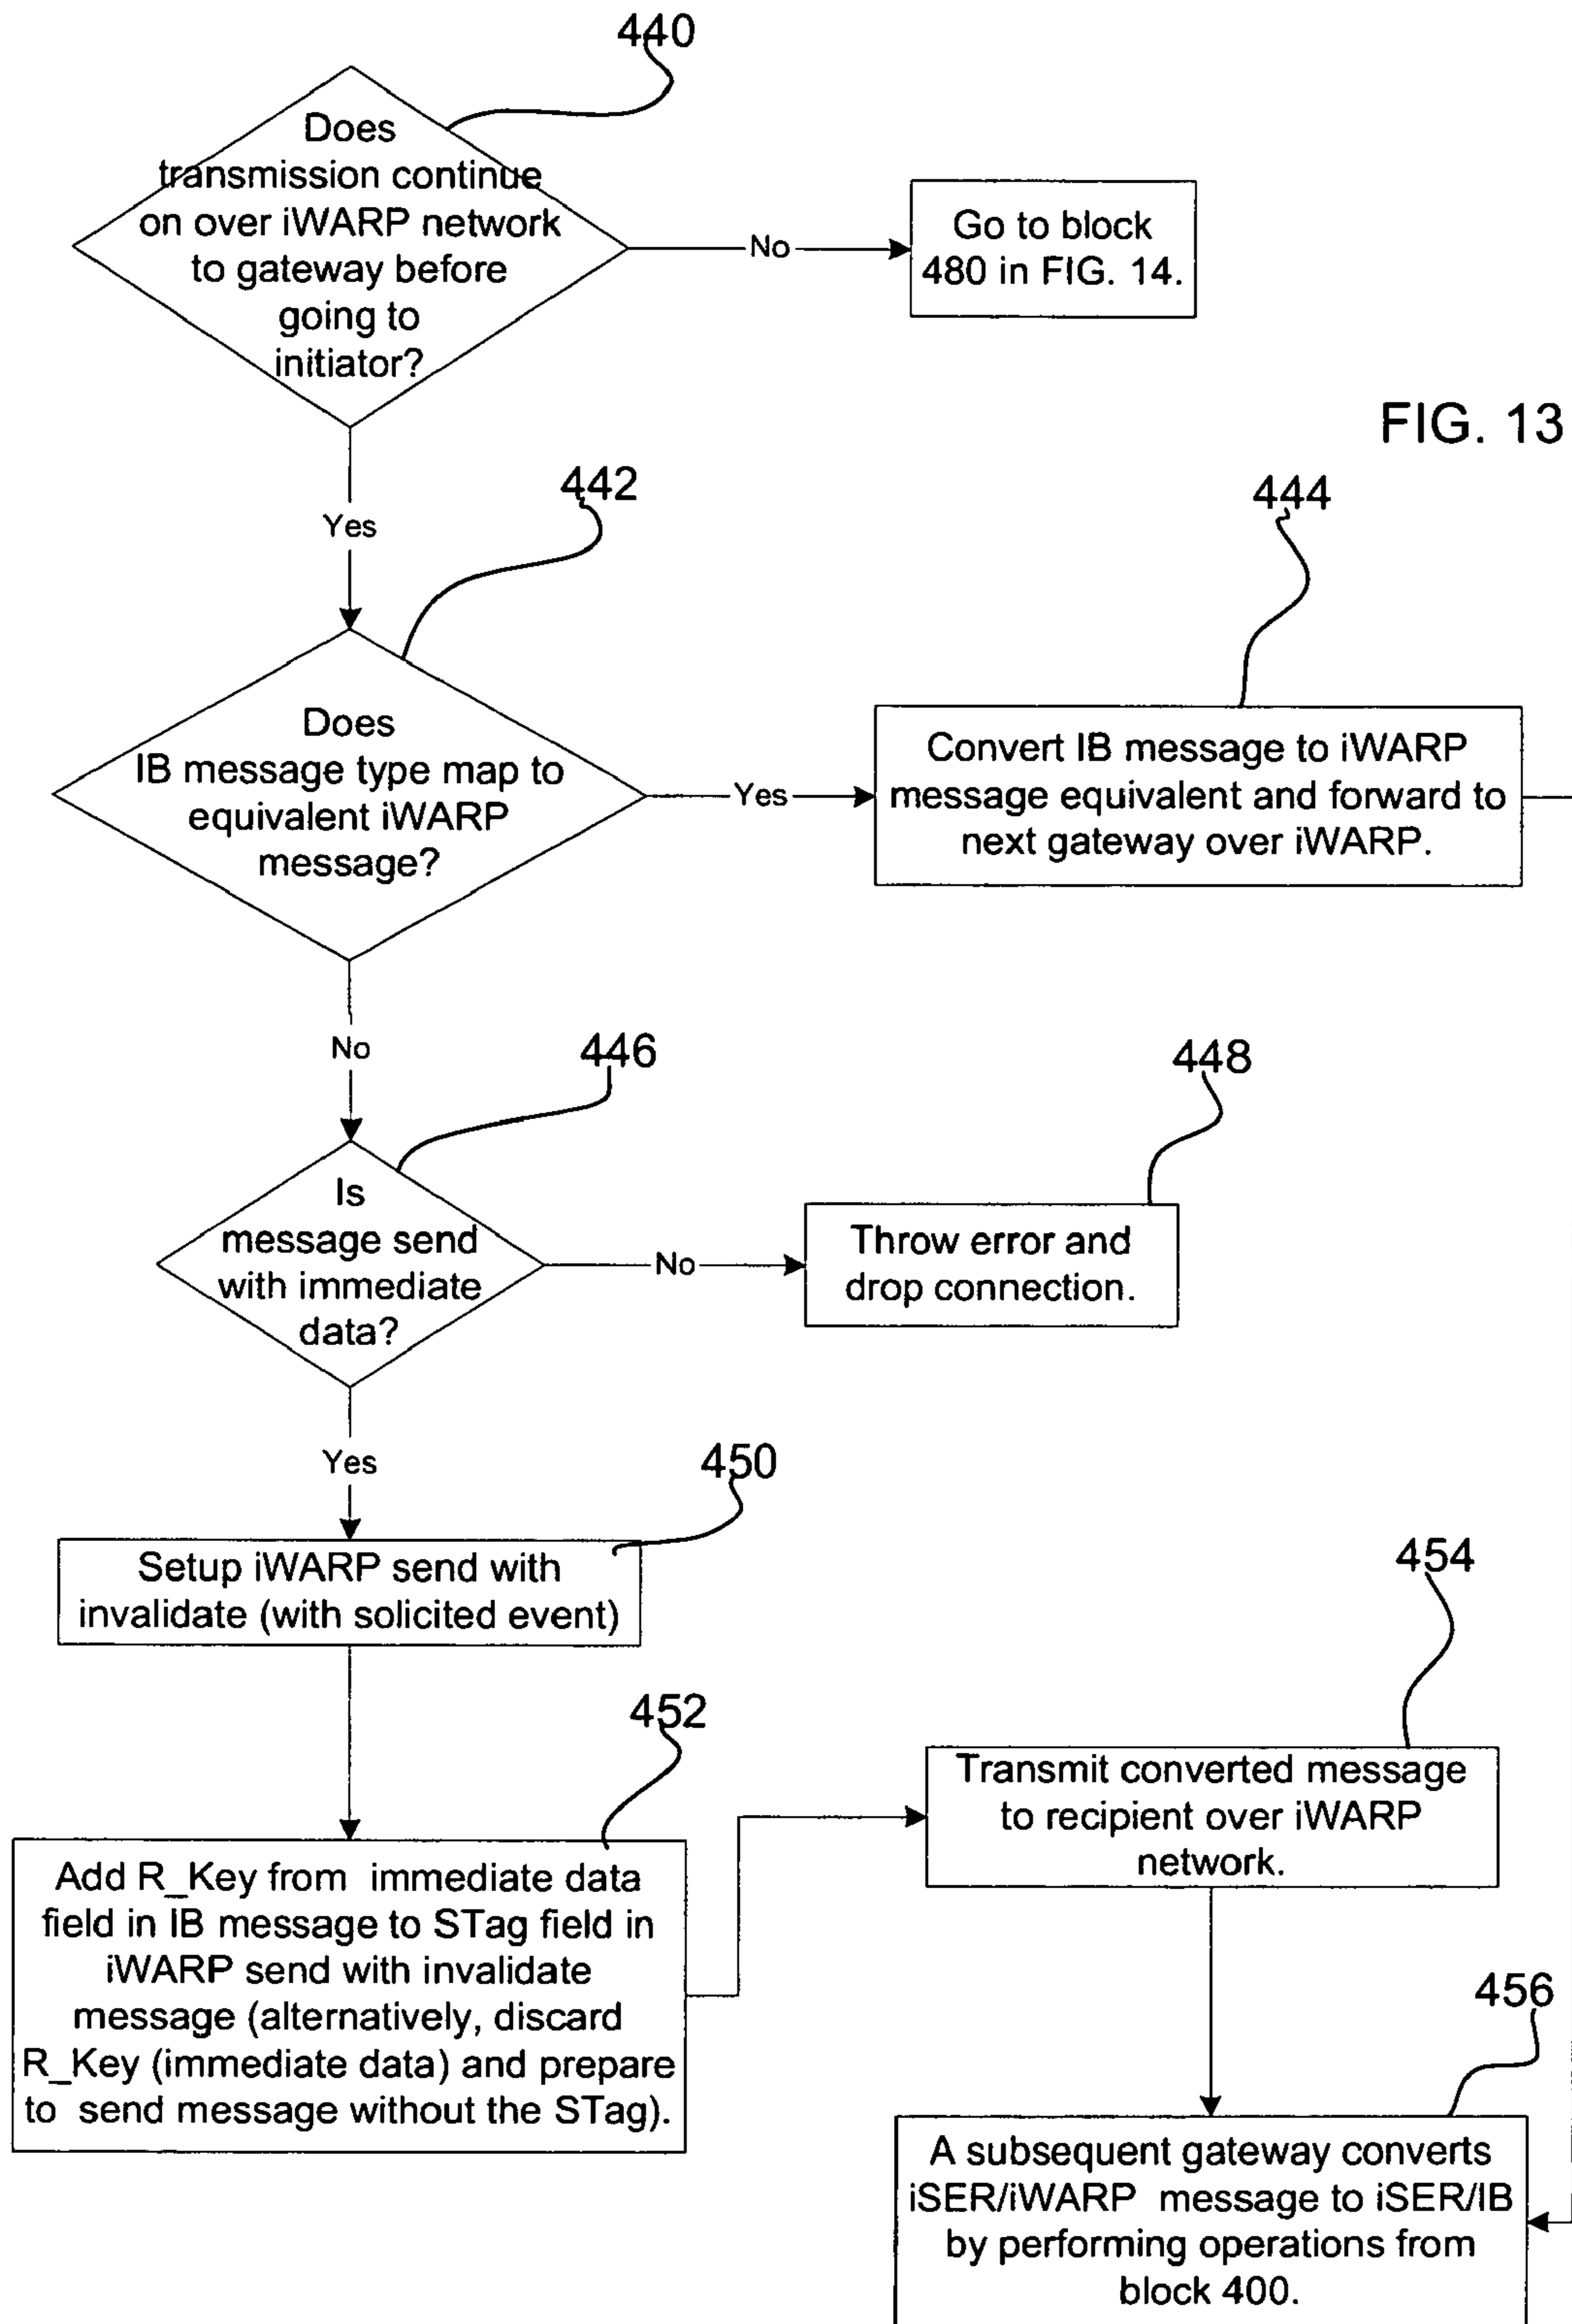 440
Does
transmission continue
on over iWARP network
to gateway before
going to
initiator?
No
Go to block
480 in FIG. 14.
FIG. 13
Yes
442
Does
IB message type map to
equivalent iWARP
message?
Yes
444
Convert IB message to iWARP
message equivalent and forward to
next gateway over iWARP.
No
446
Is
message send
with immediate
data?
No
448
Throw error and
drop connection.
Yes
450
Setup iWARP send with
invalidate (with solicited event)
452
Add R_Key from immediate data
field in IB message to STag field in
iWARP send with invalidate
message (alternatively, discard
R_Key (immediate data) and prepare
to send message without the STag).
454
Transmit converted message
to recipient over iWARP
network.
456
A subsequent gateway converts
iSER/iWARP message to iSER/IB
by performing operations from
block 400.